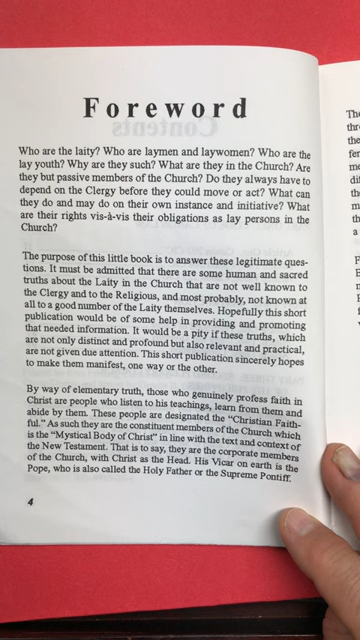 Foreword
Who are the laity? Who are laymen and laywomen? Who are the
lay youth? Why are they such? What are they in the Church? Are
they but passive members of the Church? Do they always have to
depend on the Clergy before they could move or act? What can
they do and may do on their own instance and initiative? What
are their rights vis-à-vis their obligations as lay persons in the
Church?
The purpose of this little book is to answer these legitimate ques-
tions. It must be admitted that there are some human and sacred
truths about the Laity in the Church that are not well known to
the Clergy and to the Religious, and most probably, not known at
all to a good number of the Laity themselves. Hopefully this short
publication would be of some help in providing and promoting
that needed information. It would be a pity if these truths, which
are not only distinct and profound but also relevant and practical,
are not given due attention. This short publication sincerely hopes
to make them manifest, one way or the other.
By way of elementary truth, those who genuinely profess faith in
Christ are people who listen to his teachings, learn from them and
abide by them. These people are designated the "Christian Faith-
ful." As such they are the constituent members of the Church which
is the "Mystical Body of Christ" in line with the text and context of
the New Testament. That is to say, they are the corporate members
of the Church, with Christ as the Head. His Vicar on earth is the
Pope, who is also called the Holy Father or the Supreme Pontiff.
4